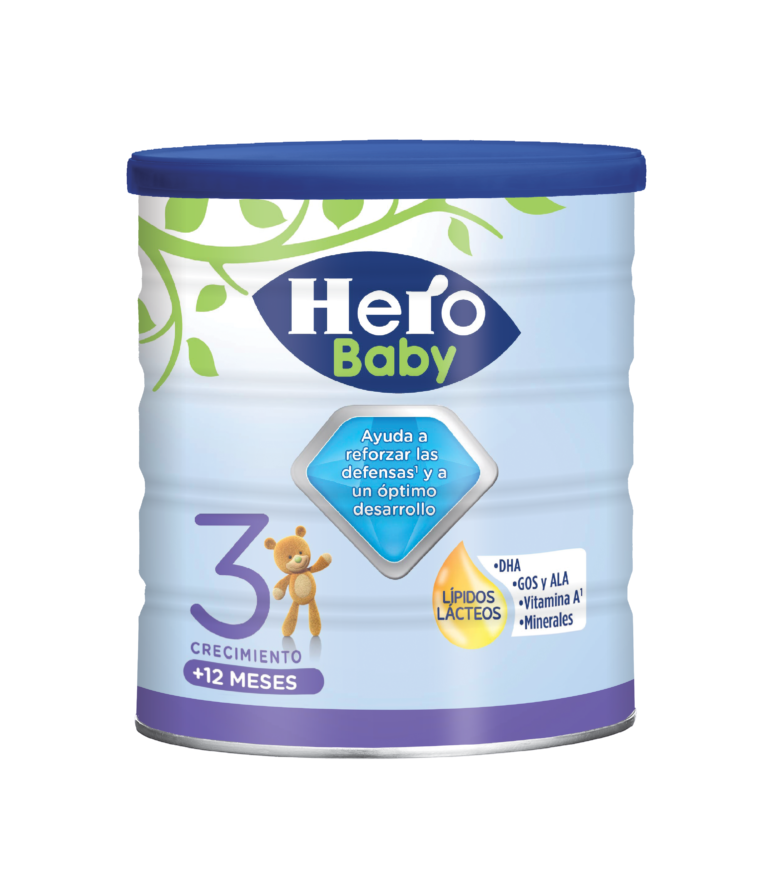 Hero
Baby
Ayuda a
reforzar las
defensas¹ y a
un óptimo
desarrollo
3
CRECIMIENTO
+12 MESES
LÍPIDOS
LÁCTEOS
•DHA
•GOS y ALA
•Vitamina A¹
•Minerales